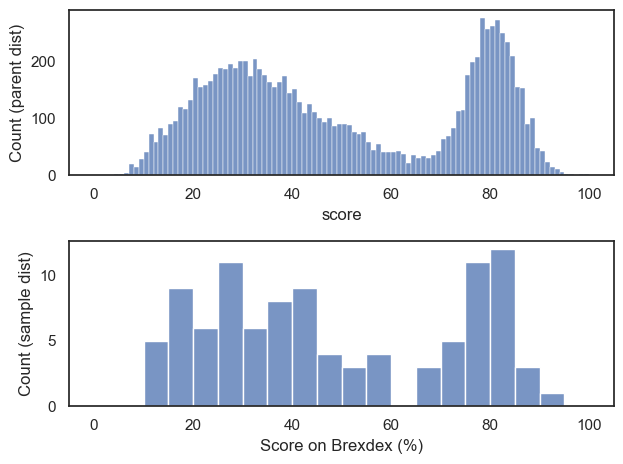 Count (parent dist)
200
100
0
0 20 40 60 80 100
score
Count (sample dist)
10
5
0
0 20 40 60 80 100
Score on Brexdex (%)